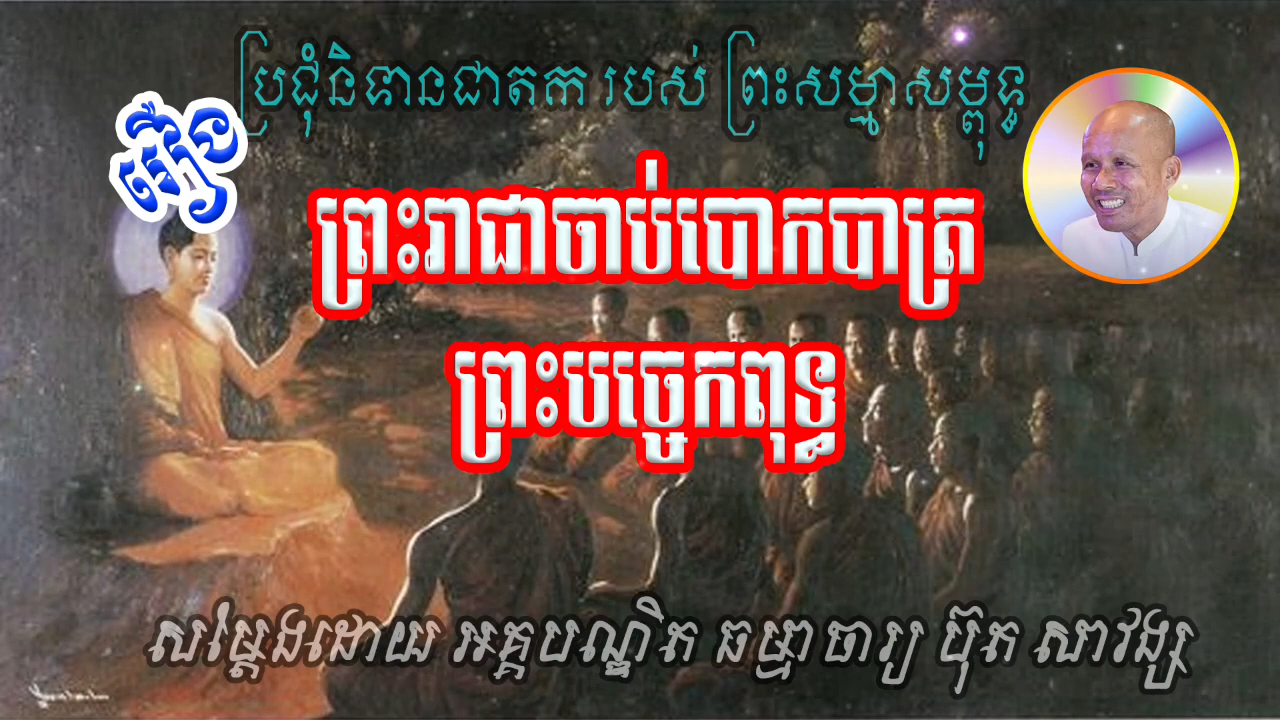 ប្រជុំនិទានជាតក របស់ ព្រះសម្មាសម្ពុទ្ធ
រឿង
ព្រះរាជាចាប់បោកបាត្រ
ព្រះបច្ចេកពុទ្ធ
សម្ដែងដោយ អគ្គបណ្ឌិត ធម្មាចារ្យ ប៊ុត សាវង្ស